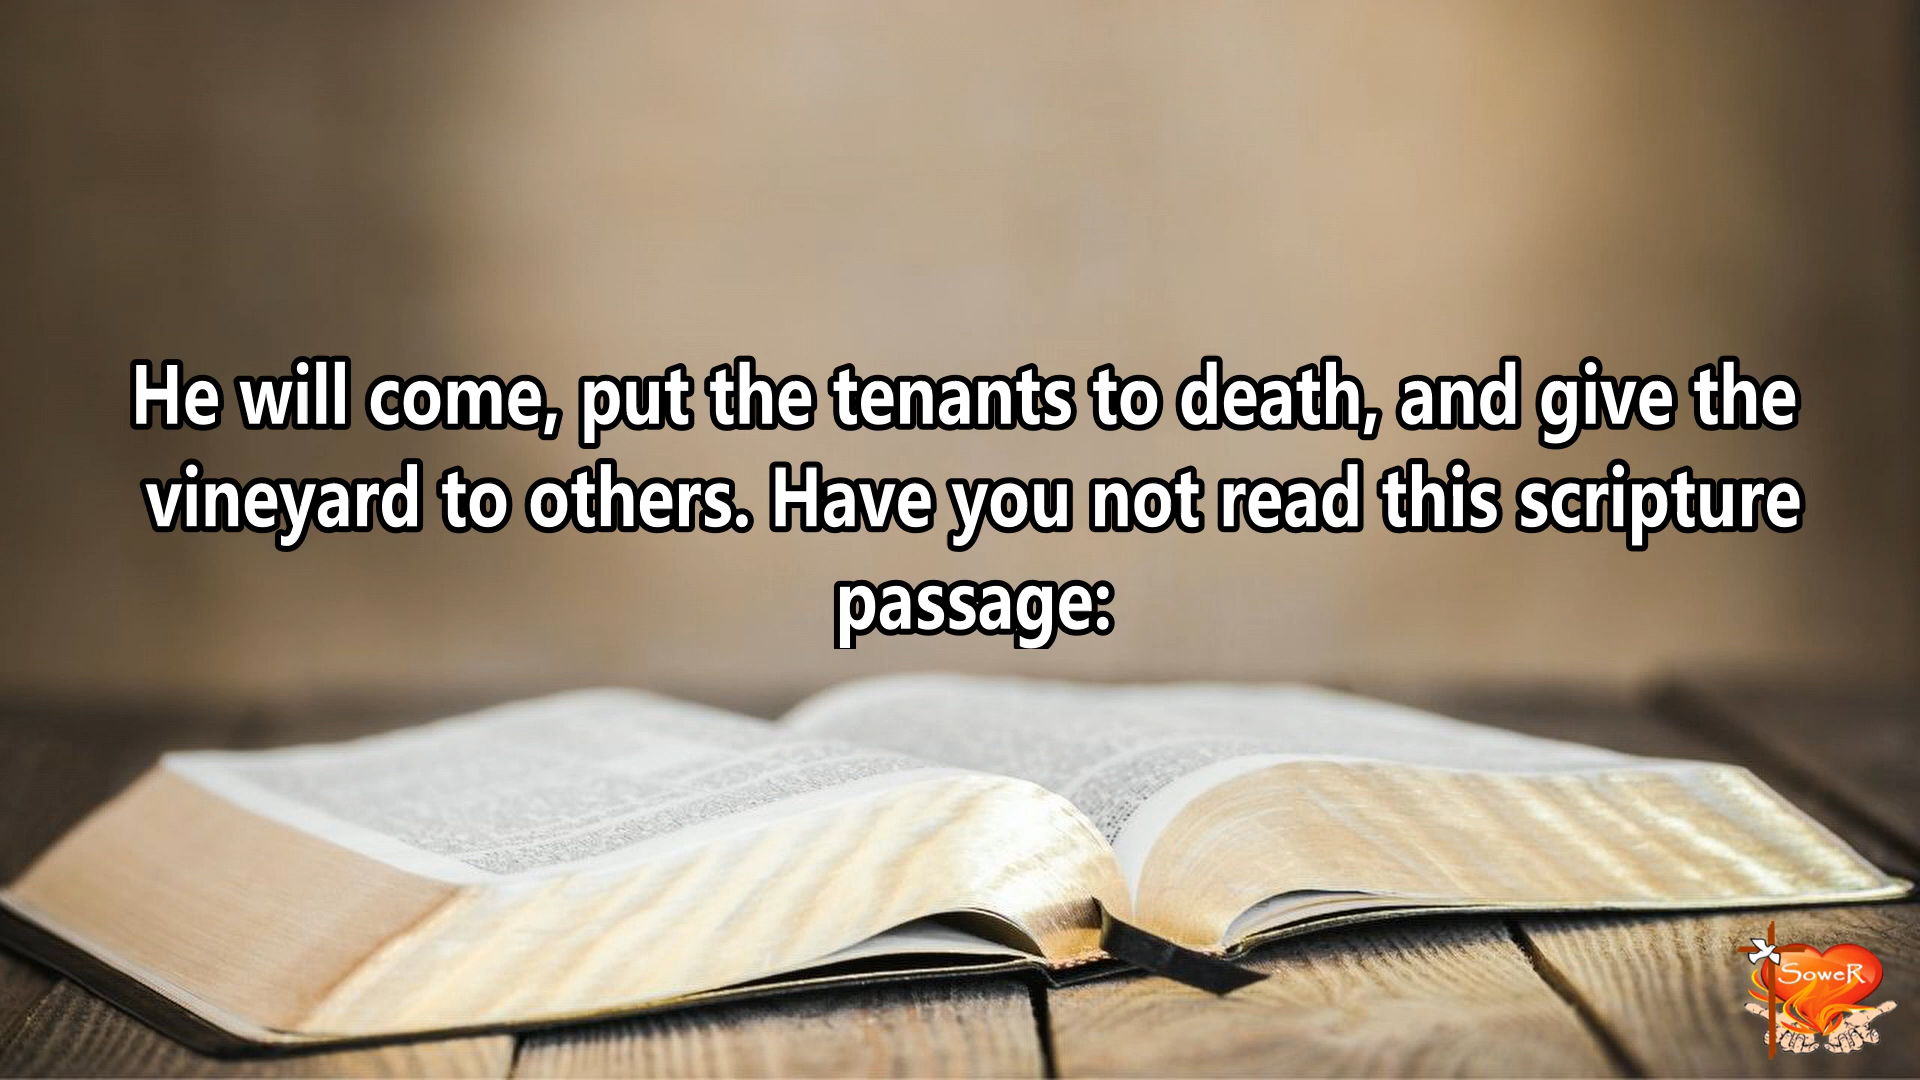 He will come, put the tenants to death, and give the
vineyard to others. Have you not read this scripture
passage:
SoweR